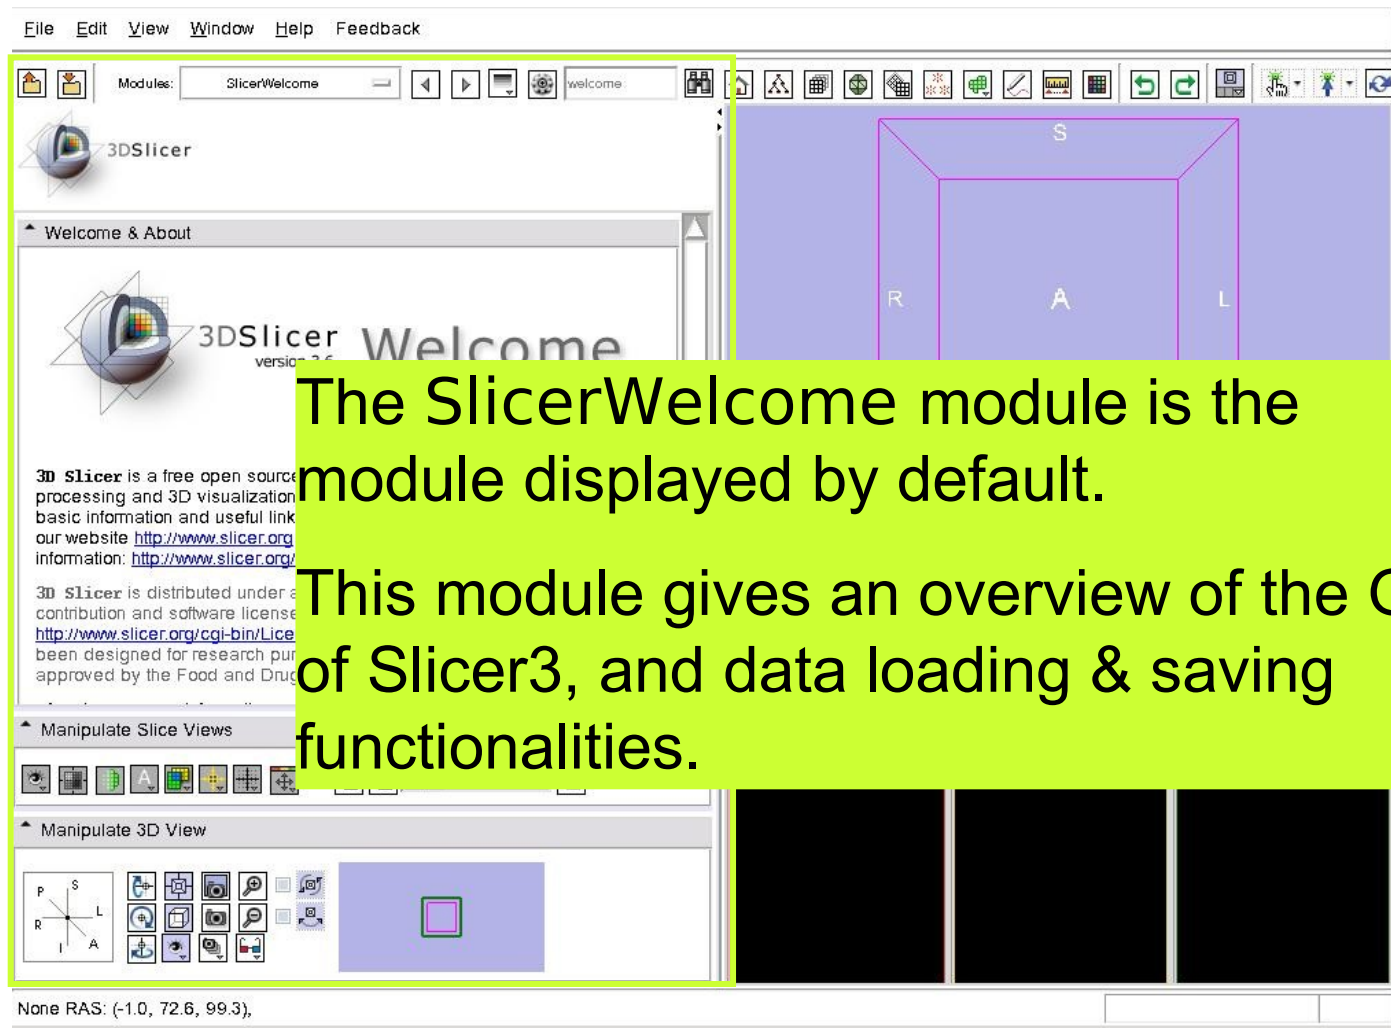 File Edit View Window Help Feedback
Modules: SlicerWelcome welcome
3DSlicer
Welcome & About
3DSlicer Welcome
version 3.6
3D Slicer is a free open source
processing and 3D visualization
basic information and useful link
our website http://www.slicer.org
information: http://www.slicer.org/
3D Slicer is distributed under a
contribution and software license
http://www.slicer.org/cgi-bin/Lice
been designed for research pur
approved by the Food and Drug
The SlicerWelcome module is the
module displayed by default.
This module gives an overview of the
of Slicer3, and data loading & saving
functionalities.
S
R A L
Manipulate Slice Views
A
Manipulate 3D View
P S
R L
I A
None RAS: (-1.0, 72.6, 99.3),